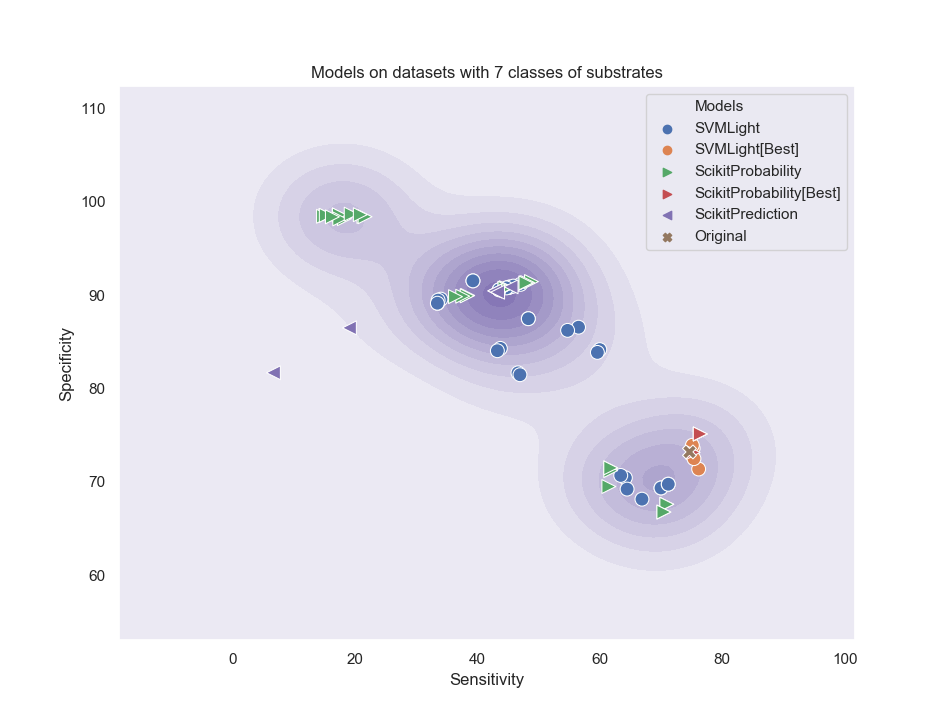 Models on datasets with 7 classes of substrates
Models
SVMLight
SVMLight[Best]
ScikitProbability
ScikitProbability[Best]
ScikitPrediction
Original
110
100
90
80
70
60
Specificity
0 20 40 60 80 100
Sensitivity